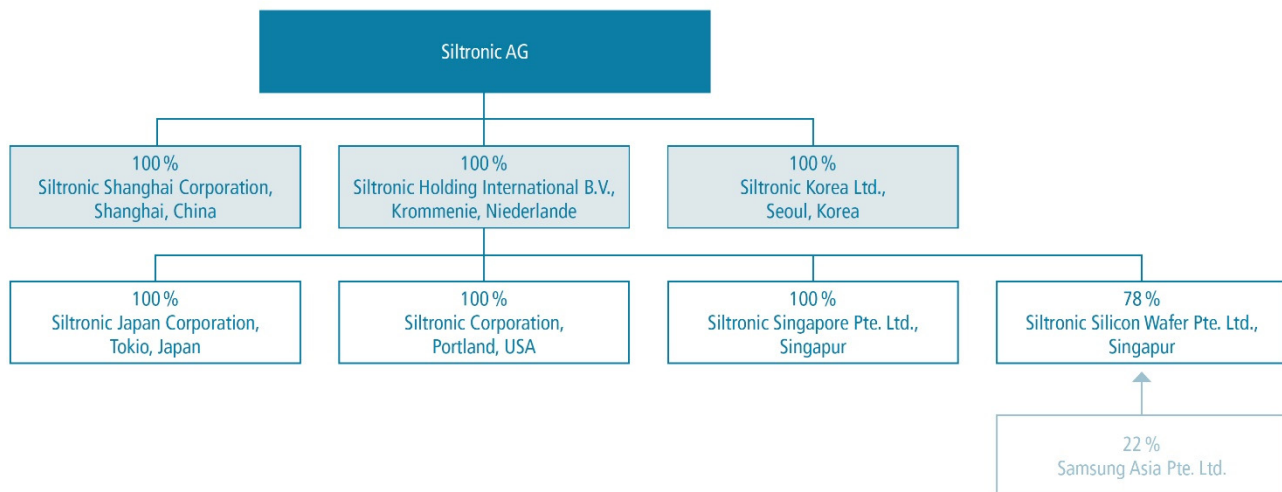 Siltronic AG
100 %
Siltronic Shanghai Corporation,
Shanghai, China
100 %
Siltronic Holding International B.V.,
Krommenie, Niederlande
100 %
Siltronic Korea Ltd.,
Seoul, Korea
100 %
Siltronic Japan Corporation,
Tokio, Japan
100 %
Siltronic Corporation,
Portland, USA
100 %
Siltronic Singapore Pte. Ltd.,
Singapur
78 %
Siltronic Silicon Wafer Pte. Ltd.,
Singapur
22 %
Samsung Asia Pte. Ltd.